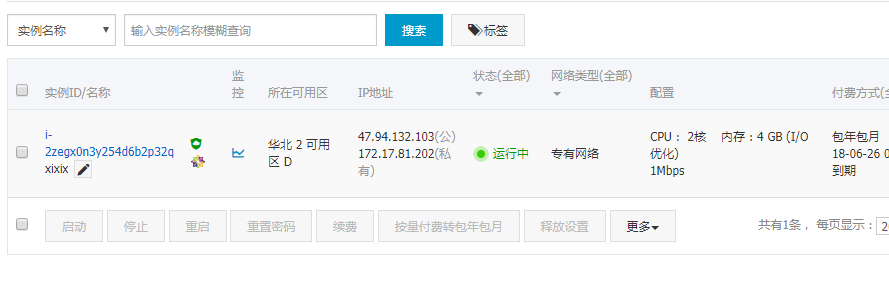 实例名称 输入实例名称模糊查询 搜索 标签
实例ID/名称 监控 所在可用区 IP地址 状态(全部) 网络类型(全部) 配置 付费方式(全
i-2zegx0n3y254d6b2p32q
xixix
华北 2 可用区 D
47.94.132.103(公)
172.17.81.202(私有)
运行中
专有网络
CPU： 2核 内存：4 GB (I/O优化)
1Mbps
包年包月
18-06-26 0
到期
启动 停止 重启 重置密码 续费 按量付费转包年包月 释放设置 更多 共有1条， 每页显示：2